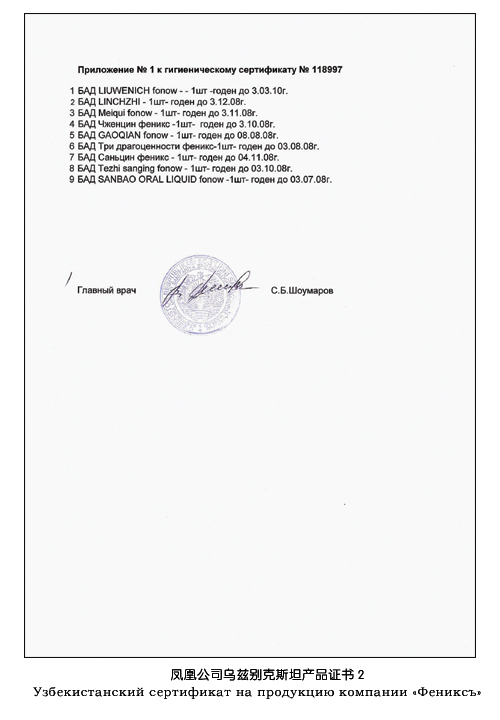 Приложение № 1 к гигиеническому сертификату № 118997
1 БАД LIUWENICH fonow - - 1шт -годен до 3.03.10г.
2 БАД LINCHZHI - 1шт- годен до 3.12.08г.
3 БАД Meiqui fonow - 1шт- годен до 3.11.08г.
4 БАД Чженцин феникс -1шт- годен до 3.10.08г.
5 БАД GAOQIAN fonow - 1шт- годен до 08.08.08г.
6 БАД Три драгоценности феникс-1шт- годен до 03.08.08г.
7 БАД Саньцин феникс - 1шт- годен до 04.11.08г.
8 БАД Tezhi sanging fonow - 1шт- годен до 03.10.08г.
9 БАД SANBAO ORAL LIQUID fonow -1шт- годен до 03.07.08г.
Главный врач С.Б.Шоумаров
凤凰公司乌兹别克斯坦产品证书 2
Узбекистанский сертификат на продукцию компании «Фениксъ»